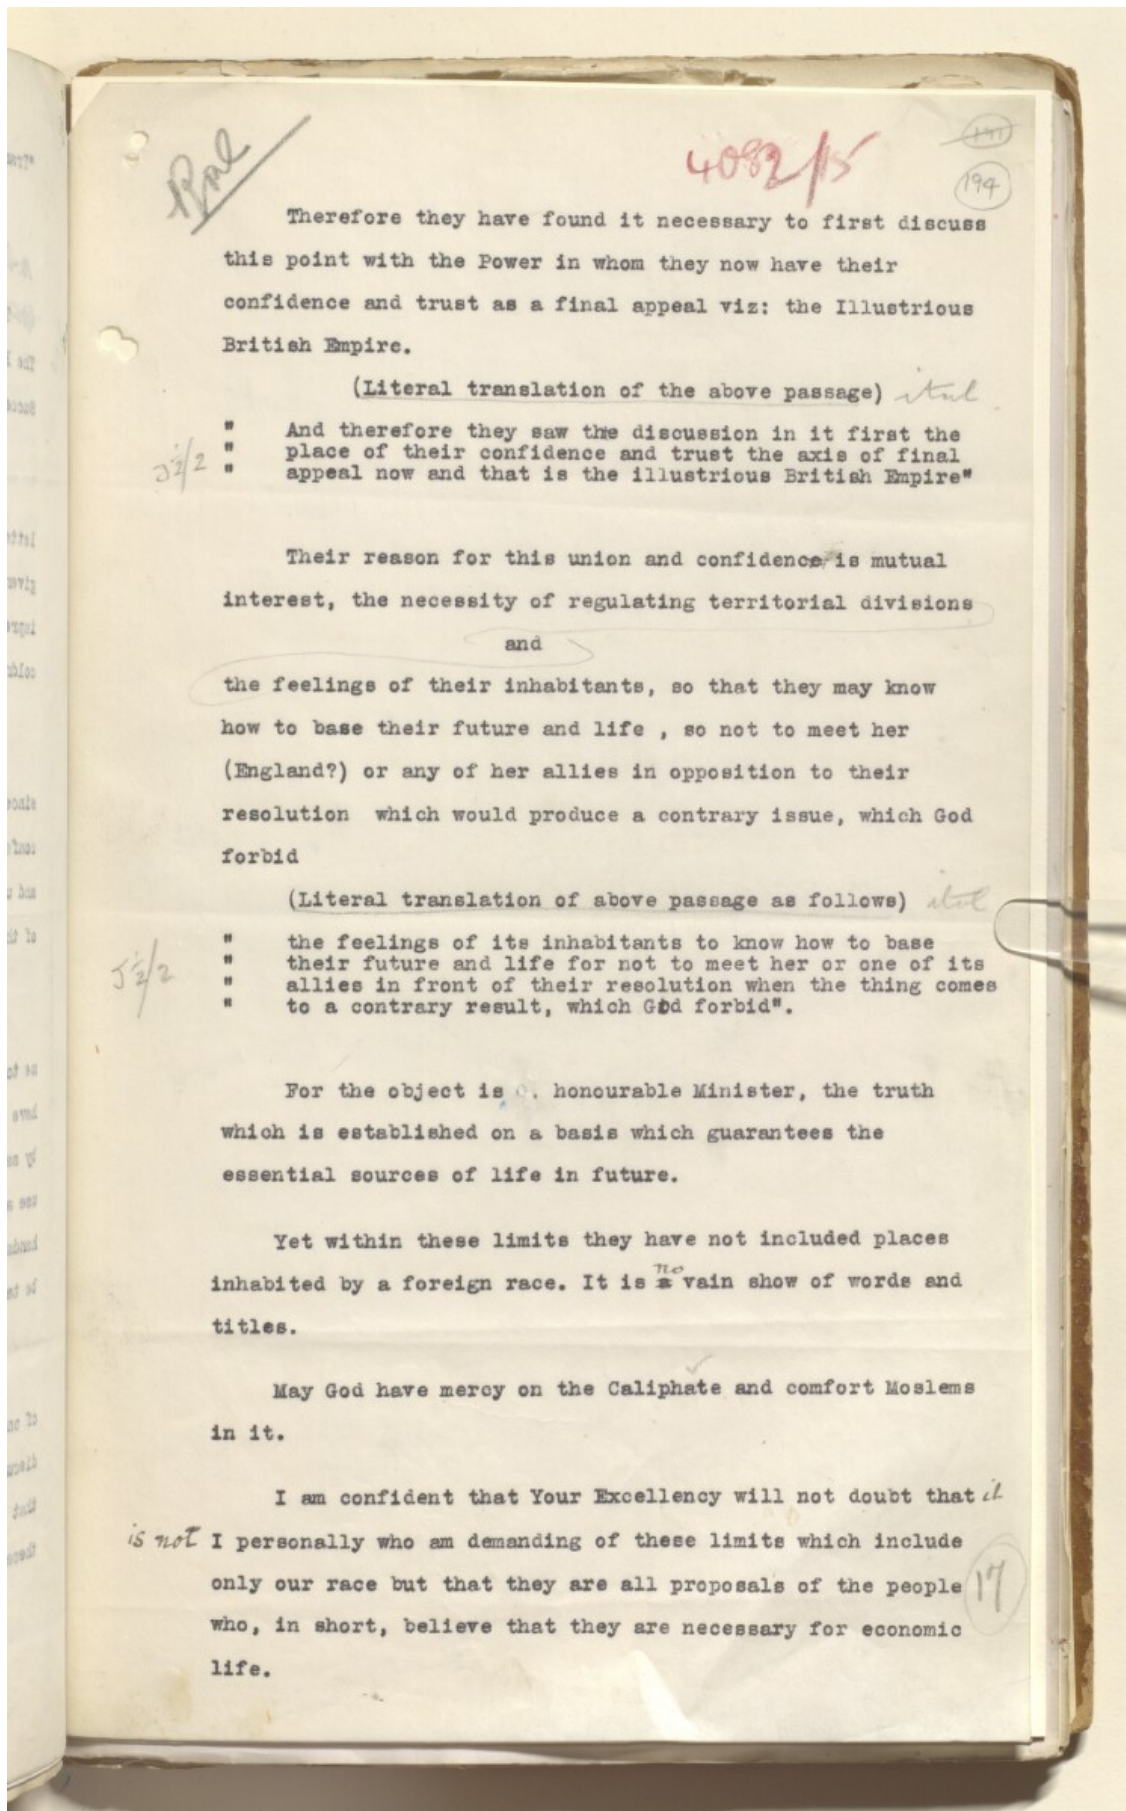 4082/15
194
Therefore they have found it necessary to first discuss
this point with the Power in whom they now have their
confidence and trust as a final appeal viz: the Illustrious
British Empire.
(Literal translation of the above passage) ital
" And therefore they saw the discussion in it first the
" place of their confidence and trust the axis of final
" appeal now and that is the illustrious British Empire"
Their reason for this union and confidence is mutual
interest, the necessity of regulating territorial divisions
and
the feelings of their inhabitants, so that they may know
how to base their future and life , so not to meet her
(England?) or any of her allies in opposition to their
resolution which would produce a contrary issue, which God
forbid
(Literal translation of above passage as follows) ital
" the feelings of its inhabitants to know how to base
" their future and life for not to meet her or one of its
" allies in front of their resolution when the thing comes
" to a contrary result, which God forbid".
For the object is honourable Minister, the truth
which is established on a basis which guarantees the
essential sources of life in future.
Yet within these limits they have not included places
inhabited by a foreign race. It is no vain show of words and
titles.
May God have mercy on the Caliphate and comfort Moslems
in it.
I am confident that Your Excellency will not doubt that it
is not I personally who am demanding of these limits which include
only our race but that they are all proposals of the people
who, in short, believe that they are necessary for economic
life.
17